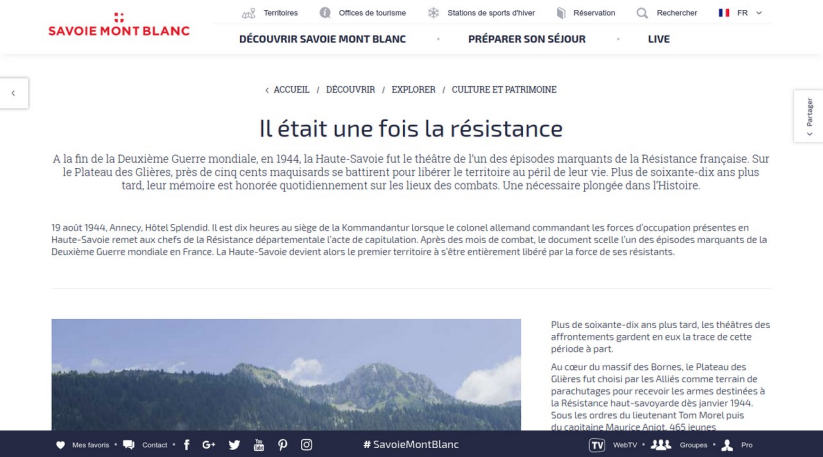 Territoires
Offices de tourisme
Stations de sports d'hiver
Réservation
Rechercher
FR
SAVOIE MONT BLANC
DÉCOUVRIR SAVOIE MONT BLANC
PRÉPARER SON SÉJOUR
LIVE
‹ ACCUEIL / DÉCOUVRIR / EXPLORER / CULTURE ET PATRIMOINE
Partager
Il était une fois la résistance
A la fin de la Deuxième Guerre mondiale, en 1944, la Haute-Savoie fut le théâtre de l'un des épisodes marquants de la Résistance française. Sur
le Plateau des Glières, près de cinq cents maquisards se battirent pour libérer le territoire au péril de leur vie. Plus de soixante-dix ans plus
tard, leur mémoire est honorée quotidiennement sur les lieux des combats. Une nécessaire plongée dans l'Histoire.
19 août 1944, Annecy, Hôtel Splendid. Il est dix heures au siège de la Kommandantur lorsque le colonel allemand commandant les forces d'occupation présentes en
Haute-Savoie remet aux chefs de la Résistance départementale l'acte de capitulation. Après des mois de combat, le document scelle l'un des épisodes marquants de la
Deuxième Guerre mondiale en France. La Haute-Savoie devient alors le premier territoire à s'être entièrement libéré par la force de ses résistants.
Plus de soixante-dix ans plus tard, les théâtres des
affrontements gardent en eux la trace de cette
période à part.
Au cœur du massif des Bornes, le Plateau des
Glières fut choisi par les Alliés comme terrain de
parachutages pour recevoir les armes destinées à
la Résistance haut-savoyarde dès janvier 1944.
Sous les ordres du lieutenant Tom Morel puis
du capitaine Maurice Anjot, 465 jeunes
Mes favoris
Contact
G+
You Tube
# SavoieMontBlanc
TV WebTV
Groupes
Pro